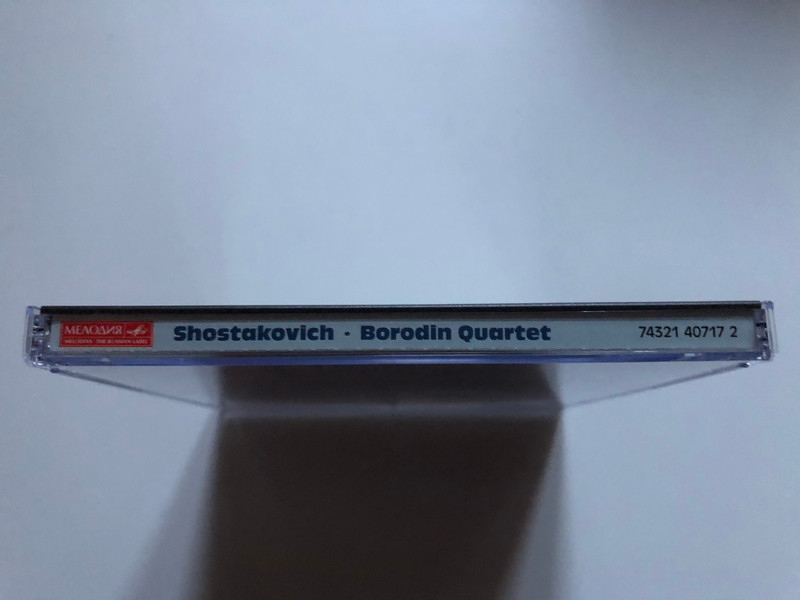 МЕЛОДИЯ
MELODIYA · THE RUSSIAN LABEL
Shostakovich · Borodin Quartet
74321 40717 2